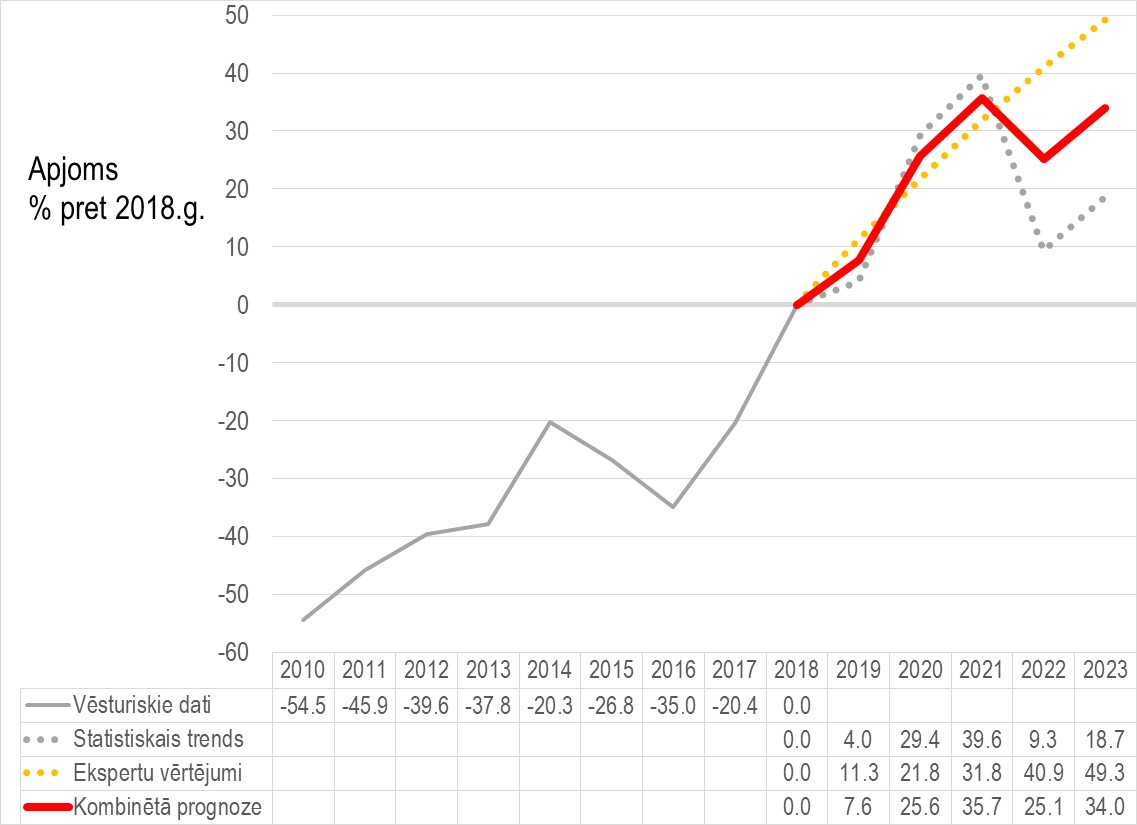 50
40
30
Apjoms
% pret 2018.g.
20
10
0
-10
-20
-30
-40
-50
-60
2010 2011 2012 2013 2014 2015 2016 2017 2018 2019 2020 2021 2022 2023
Vēsturiskie dati -54.5 -45.9 -39.6 -37.8 -20.3 -26.8 -35.0 -20.4 0.0
Statistiskais trends 0.0 4.0 29.4 39.6 9.3 18.7
Ekspertu vērtējumi 0.0 11.3 21.8 31.8 40.9 49.3
Kombinētā prognoze 0.0 7.6 25.6 35.7 25.1 34.0